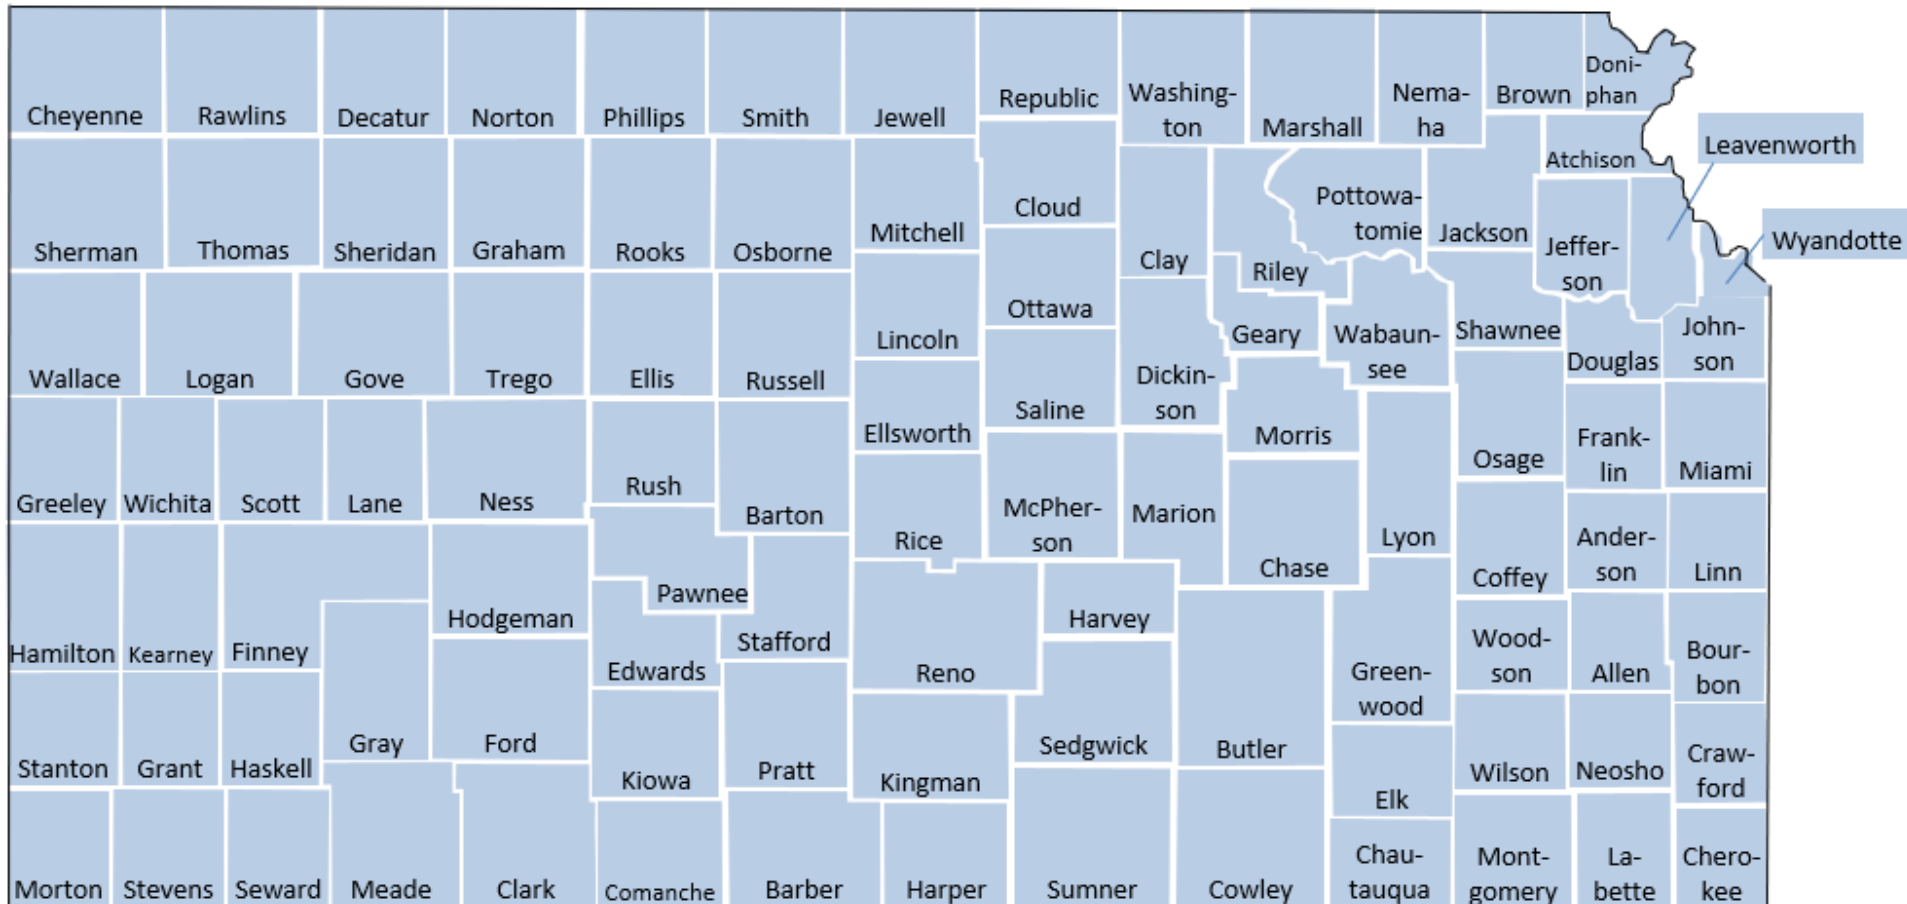 Cheyenne
Rawlins
Decatur
Norton
Phillips
Smith
Jewell
Republic
Washing-
ton
Marshall
Nema-
ha
Brown
Doni-
phan
Leavenworth
Atchison
Wyandotte
Sherman
Thomas
Sheridan
Graham
Rooks
Osborne
Mitchell
Cloud
Clay
Riley
Pottowa-
tomie
Jackson
Jeffer-
son
Wallace
Logan
Gove
Trego
Ellis
Russell
Lincoln
Ottawa
Saline
Dickin-
son
Geary
Wabaun-
see
Shawnee
Douglas
John-
son
Greeley
Wichita
Scott
Lane
Ness
Rush
Barton
Ellsworth
Rice
McPher-
son
Marion
Morris
Chase
Lyon
Osage
Frank-
lin
Miami
Coffey
Ander-
son
Linn
Hamilton
Kearney
Finney
Hodgeman
Pawnee
Edwards
Stafford
Reno
Harvey
Sedgwick
Butler
Green-
wood
Wood-
son
Allen
Bour-
bon
Stanton
Grant
Haskell
Gray
Ford
Kiowa
Pratt
Kingman
Elk
Wilson
Neosho
Craw-
ford
Morton
Stevens
Seward
Meade
Clark
Comanche
Barber
Harper
Sumner
Cowley
Chau-
tauqua
Mont-
gomery
La-
bette
Chero-
kee